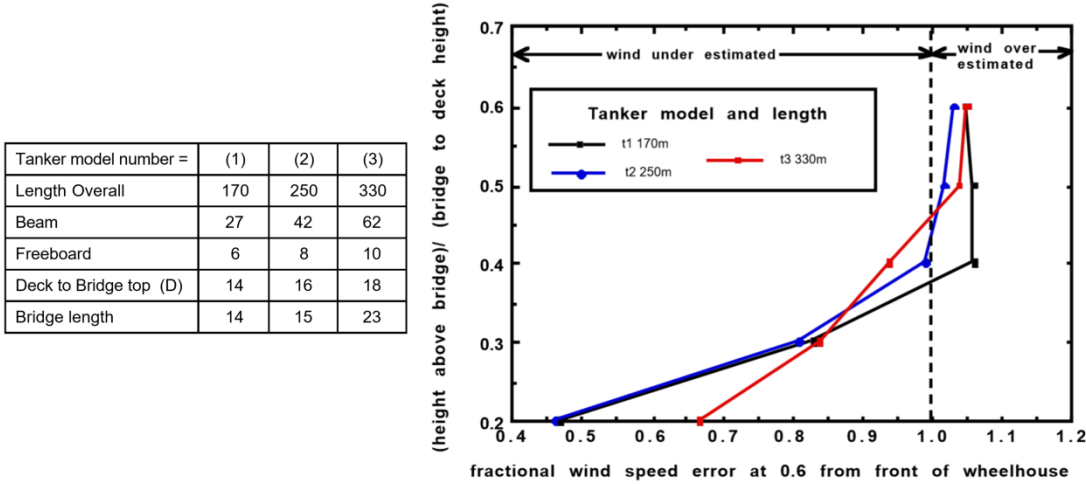 Tanker model number = (1) (2) (3)
Length Overall 170 250 330
Beam 27 42 62
Freeboard 6 8 10
Deck to Bridge top (D) 14 16 18
Bridge length 14 15 23
(height above bridge)/ (bridge to deck height)
0.7
0.6
0.5
0.4
0.3
0.2
wind under estimated
wind over
estimated
Tanker model and length
t1 170m
t3 330m
t2 250m
0.4 0.5 0.6 0.7 0.8 0.9 1.0 1.1 1.2
fractional wind speed error at 0.6 from front of wheelhouse